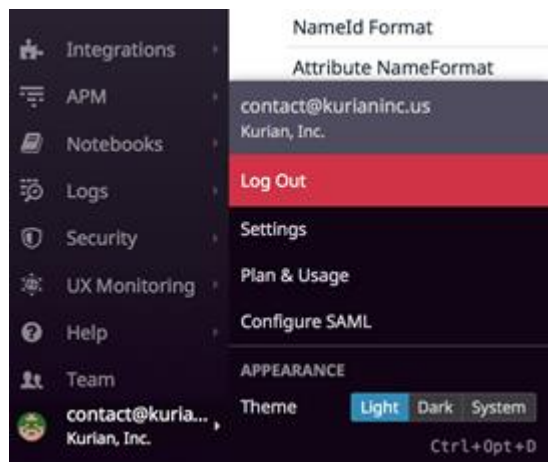 NameId Format
Attribute NameFormat
Integrations
APM
Notebooks
Logs
Security
UX Monitoring
Help
Team
contact@kuria...
Kurian, Inc.
contact@kurianinc.us
Kurian, Inc.
Log Out
Settings
Plan & Usage
Configure SAML
APPEARANCE
Theme Light Dark System
Ctrl+Opt+D